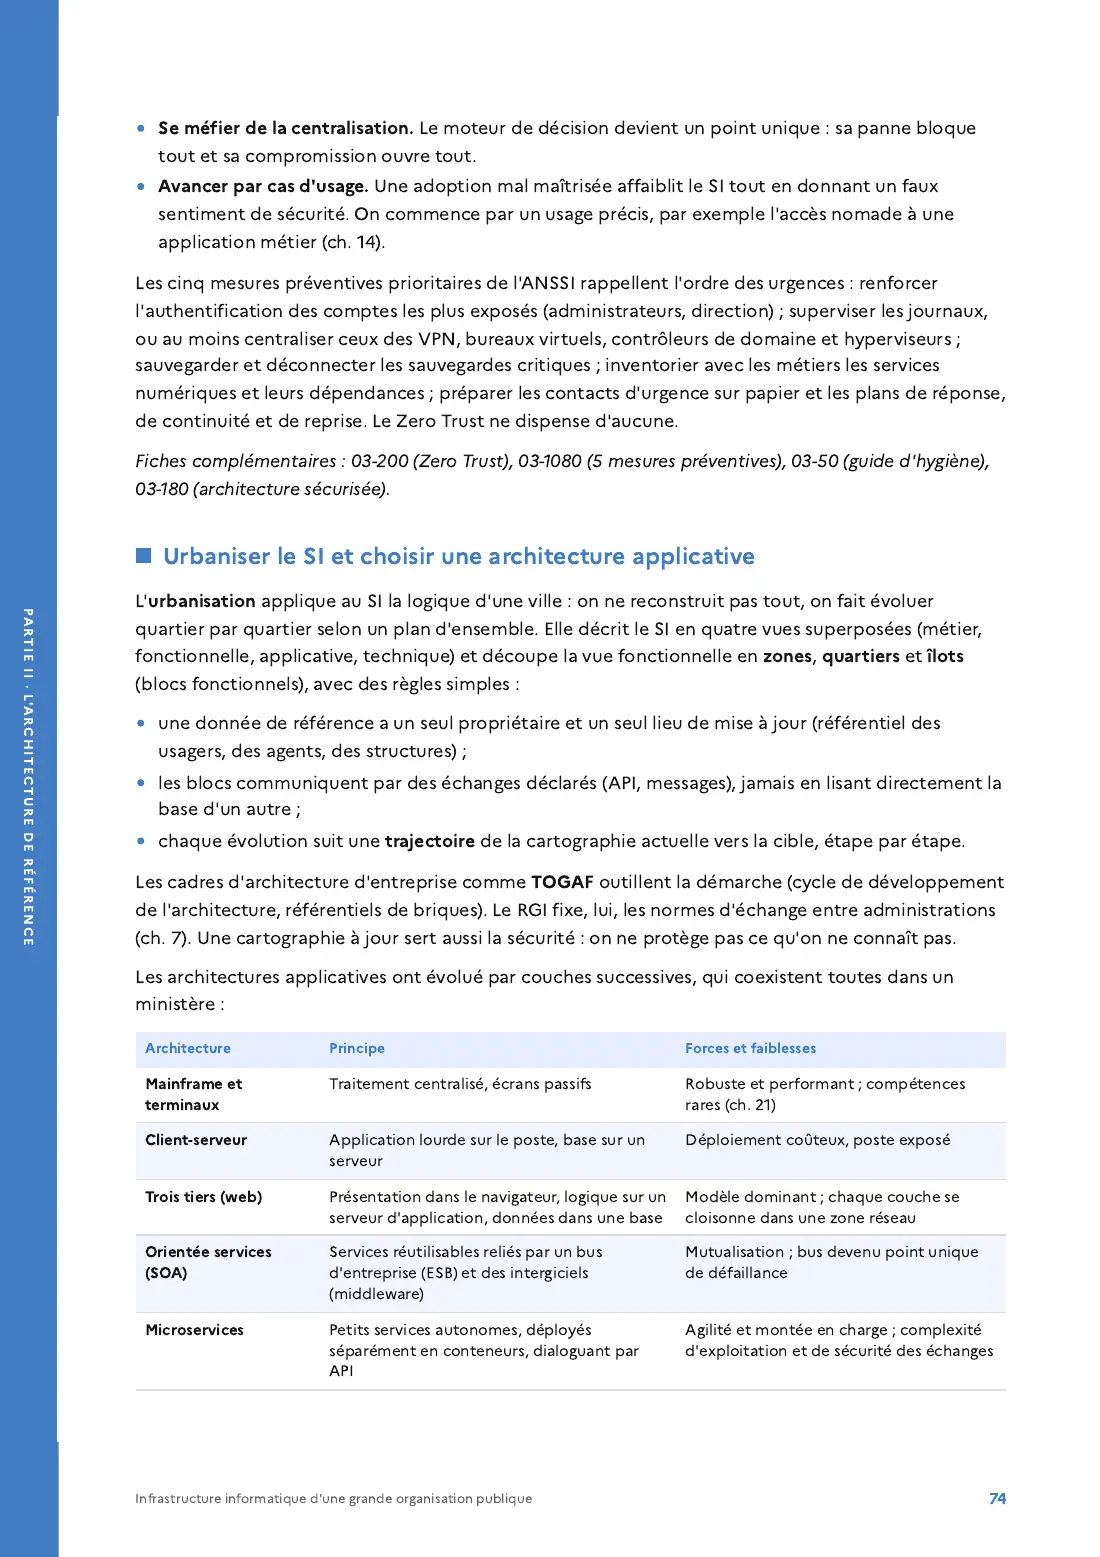 • Se méfier de la centralisation. Le moteur de décision devient un point unique : sa panne bloque
tout et sa compromission ouvre tout.
• Avancer par cas d'usage. Une adoption mal maîtrisée affaiblit le SI tout en donnant un faux
sentiment de sécurité. On commence par un usage précis, par exemple l'accès nomade à une
application métier (ch. 14).
Les cinq mesures préventives prioritaires de l'ANSSI rappellent l'ordre des urgences : renforcer
l'authentification des comptes les plus exposés (administrateurs, direction) ; superviser les journaux,
ou au moins centraliser ceux des VPN, bureaux virtuels, contrôleurs de domaine et hyperviseurs ;
sauvegarder et déconnecter les sauvegardes critiques ; inventorier avec les métiers les services
numériques et leurs dépendances ; préparer les contacts d'urgence sur papier et les plans de réponse,
de continuité et de reprise. Le Zero Trust ne dispense d'aucune.
Fiches complémentaires : 03-200 (Zero Trust), 03-1080 (5 mesures préventives), 03-50 (guide d'hygiène),
03-180 (architecture sécurisée).
Urbaniser le SI et choisir une architecture applicative
L'urbanisation applique au SI la logique d'une ville : on ne reconstruit pas tout, on fait évoluer
quartier par quartier selon un plan d'ensemble. Elle décrit le SI en quatre vues superposées (métier,
fonctionnelle, applicative, technique) et découpe la vue fonctionnelle en zones, quartiers et îlots
(blocs fonctionnels), avec des règles simples :
• une donnée de référence a un seul propriétaire et un seul lieu de mise à jour (référentiel des
usagers, des agents, des structures) ;
• les blocs communiquent par des échanges déclarés (API, messages), jamais en lisant directement la
base d'un autre ;
• chaque évolution suit une trajectoire de la cartographie actuelle vers la cible, étape par étape.
Les cadres d'architecture d'entreprise comme TOGAF outillent la démarche (cycle de développement
de l'architecture, référentiels de briques). Le RGI fixe, lui, les normes d'échange entre administrations
(ch. 7). Une cartographie à jour sert aussi la sécurité : on ne protège pas ce qu'on ne connaît pas.
Les architectures applicatives ont évolué par couches successives, qui coexistent toutes dans un
ministère :
Architecture Principe Forces et faiblesses
Mainframe et Traitement centralisé, écrans passifs Robuste et performant ; compétences
terminaux rares (ch. 21)
Client-serveur Application lourde sur le poste, base sur un Déploiement coûteux, poste exposé
serveur
Trois tiers (web) Présentation dans le navigateur, logique sur un Modèle dominant ; chaque couche se
serveur d'application, données dans une base cloisonne dans une zone réseau
Orientée services Services réutilisables reliés par un bus Mutualisation ; bus devenu point unique
(SOA) d'entreprise (ESB) et des intergiciels de défaillance
(middleware)
Microservices Petits services autonomes, déployés Agilité et montée en charge ; complexité
séparément en conteneurs, dialoguant par d'exploitation et de sécurité des échanges
API
Infrastructure informatique d'une grande organisation publique 74
PARTIE II · L'ARCHITECTURE DE RÉFÉRENCE